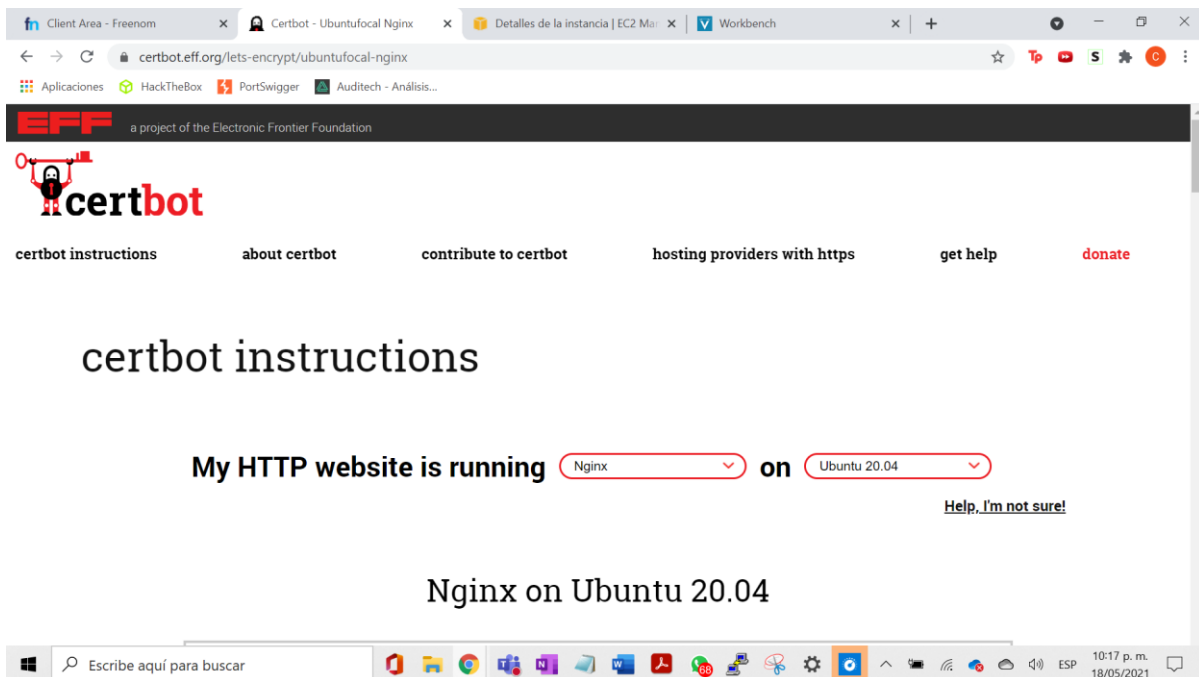 fn Client Area - Freenom
Certbot - Ubuntufocal Nginx
Detalles de la instancia | EC2 Ma
V Workbench
certbot.eff.org/lets-encrypt/ubuntufocal-nginx
Tp
S
C
Aplicaciones
HackTheBox
PortSwigger
Auditech - Análisis...
EFF
a project of the Electronic Frontier Foundation
certbot
certbot instructions
about certbot
contribute to certbot
hosting providers with https
get help
donate
certbot instructions
My HTTP website is running Nginx on Ubuntu 20.04
Help, I'm not sure!
Nginx on Ubuntu 20.04
Escribe aquí para buscar
68
ESP
10:17 p. m.
18/05/2021